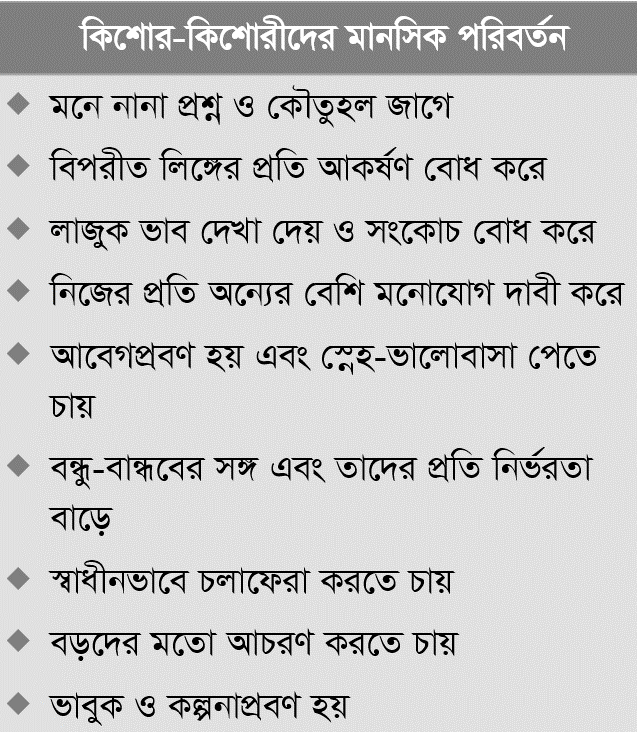 কিশোর-কিশোরীদের মানসিক পরিবর্তন
মনে নানা প্রশ্ন ও কৌতুহল জাগে
বিপরীত লিঙ্গের প্রতি আকর্ষণ বোধ করে
লাজুক ভাব দেখা দেয় ও সংকোচ বোধ করে
নিজের প্রতি অন্যের বেশি মনোযোগ দাবী করে
আবেগপ্রবণ হয় এবং স্নেহ-ভালোবাসা পেতে
চায়
বন্ধু-বান্ধবের সঙ্গ এবং তাদের প্রতি নির্ভরতা
বাড়ে
স্বাধীনভাবে চলাফেরা করতে চায়
বড়দের মতো আচরণ করতে চায়
ভাবুক ও কল্পনাপ্রবণ হয়